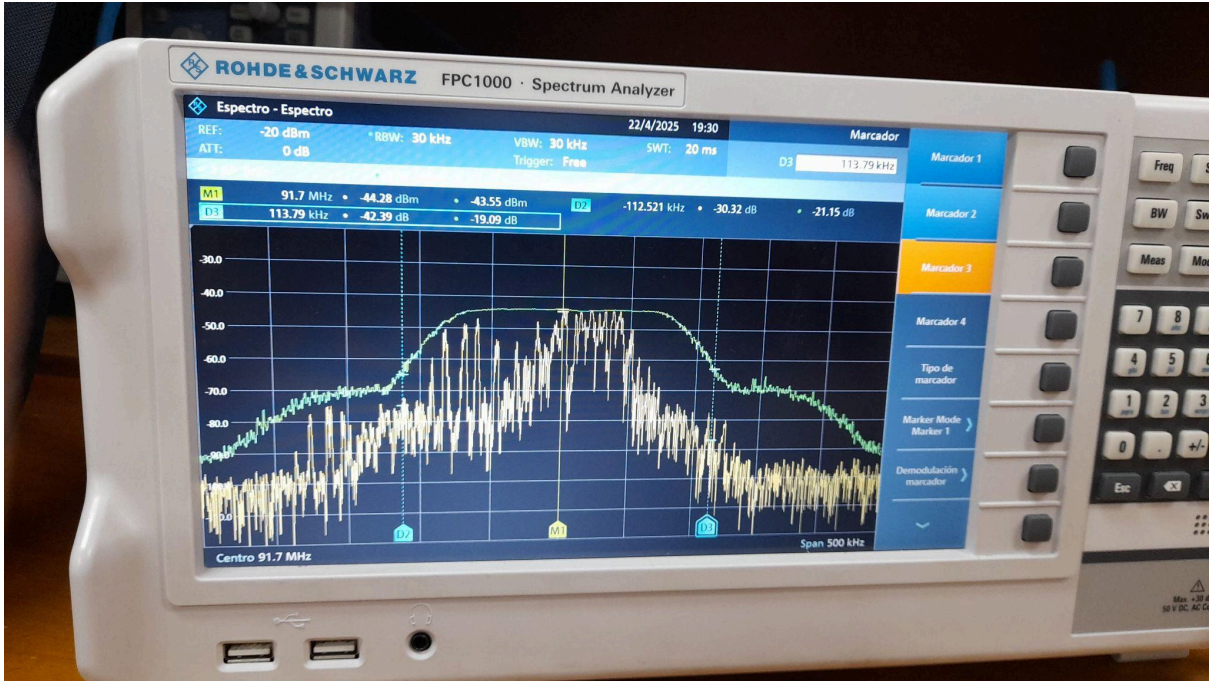 ROHDE & SCHWARZ FPC1000 · Spectrum Analyzer
Espectro - Espectro 22/4/2025 19:30 Marcador
REF: -20 dBm RBW: 30 kHz VBW: 30 kHz SWT: 20 ms
ATT: 0 dB Trigger: Free D3 113.79 kHz
M1 91.7 MHz -44.28 dBm -43.55 dBm D2 -112.521 kHz -30.32 dB -21.15 dB
D3 113.79 kHz -42.39 dB -19.09 dB
-30.0
-40.0
-50.0
-60.0
-70.0
-80.0
D2 M1 D3
Centro 91.7 MHz Span 500 kHz
Marcador 1
Marcador 2
Marcador 3
Marcador 4
Tipo de
marcador
Marker Mode
Marker 1
Demodulación
marcador
Freq
BW
Meas
7 8
4 5
1 2 3
0 . +/-
Esc